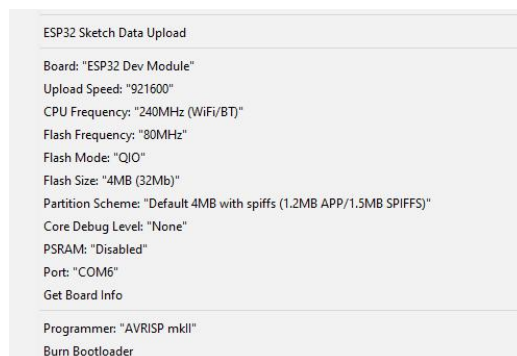 ESP32 Sketch Data Upload
Board: "ESP32 Dev Module"
Upload Speed: "921600"
CPU Frequency: "240MHz (WiFi/BT)"
Flash Frequency: "80MHz"
Flash Mode: "QIO"
Flash Size: "4MB (32Mb)"
Partition Scheme: "Default 4MB with spiffs (1.2MB APP/1.5MB SPIFFS)"
Core Debug Level: "None"
PSRAM: "Disabled"
Port: "COM6"
Get Board Info
Programmer: "AVRISP mkII"
Burn Bootloader